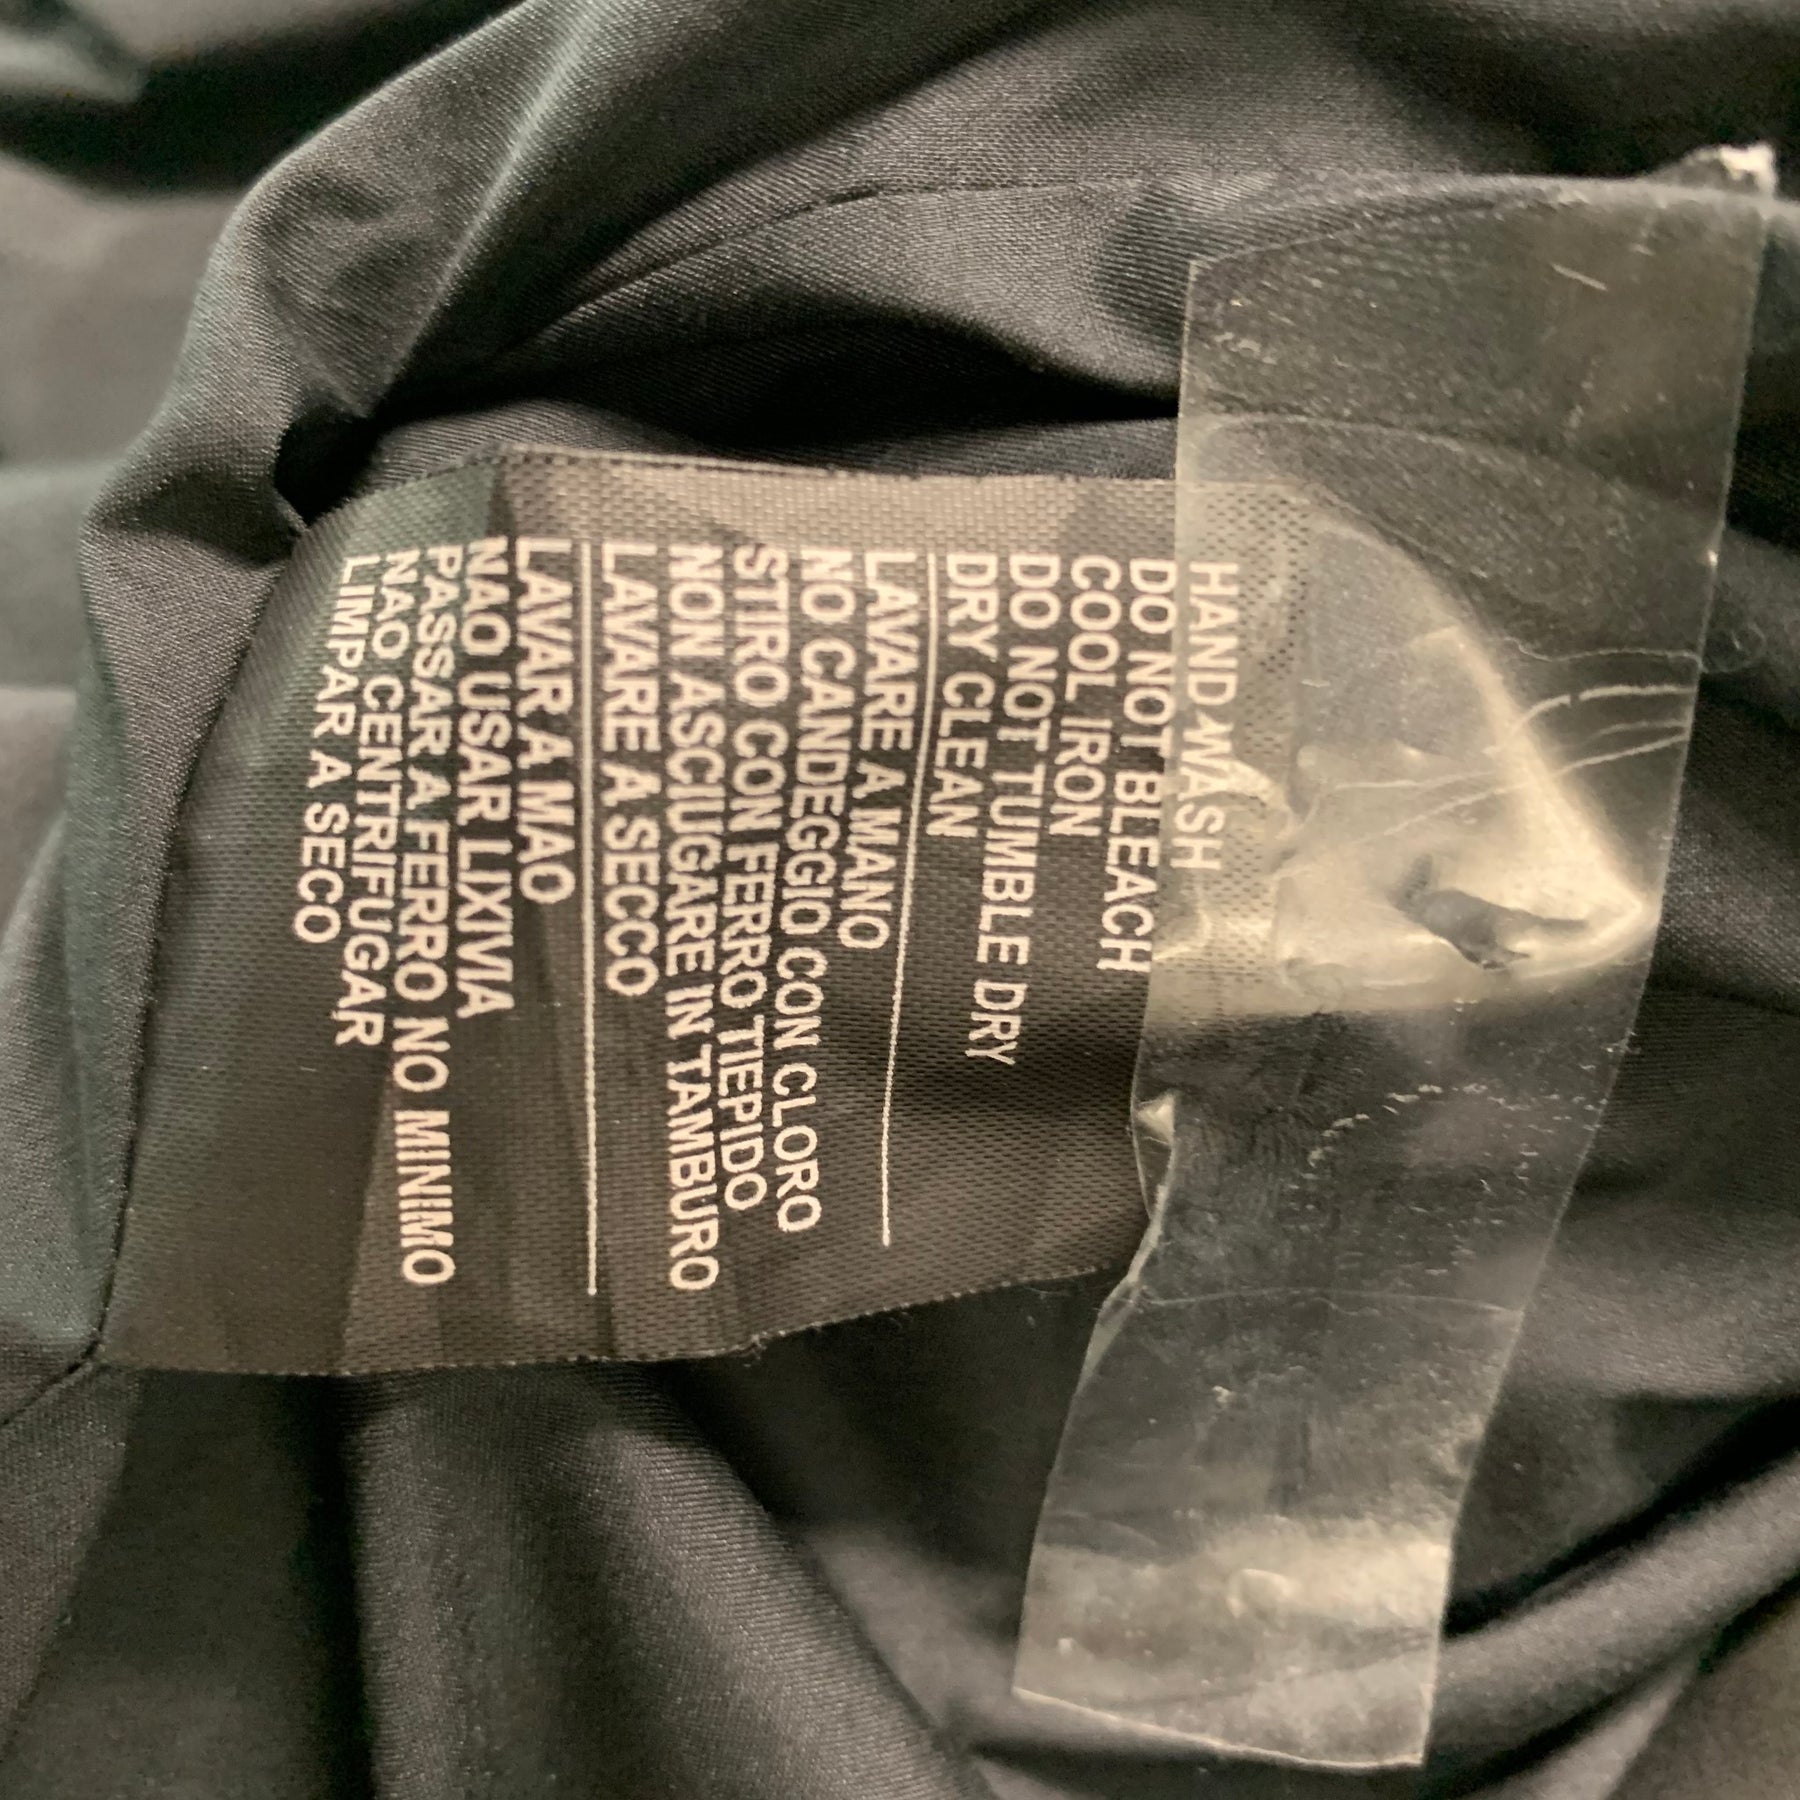 HAND WASH
DO NOT BLEACH
COOL IRON
DO NOT TUMBLE DRY
DRY CLEAN
LAVARE A MANO
NO CANDEGGIO CON CLORO
STIRO CON FERRO TIEPIDO
NON ASCIUGARE IN TAMBURO
LAVARE A SECCO
LAVAR A MAO
NAO USAR LIXIVIA
PASSAR A FERRO NO MINIMO
NAO CENTRIFUGAR
LIMPAR A SECO